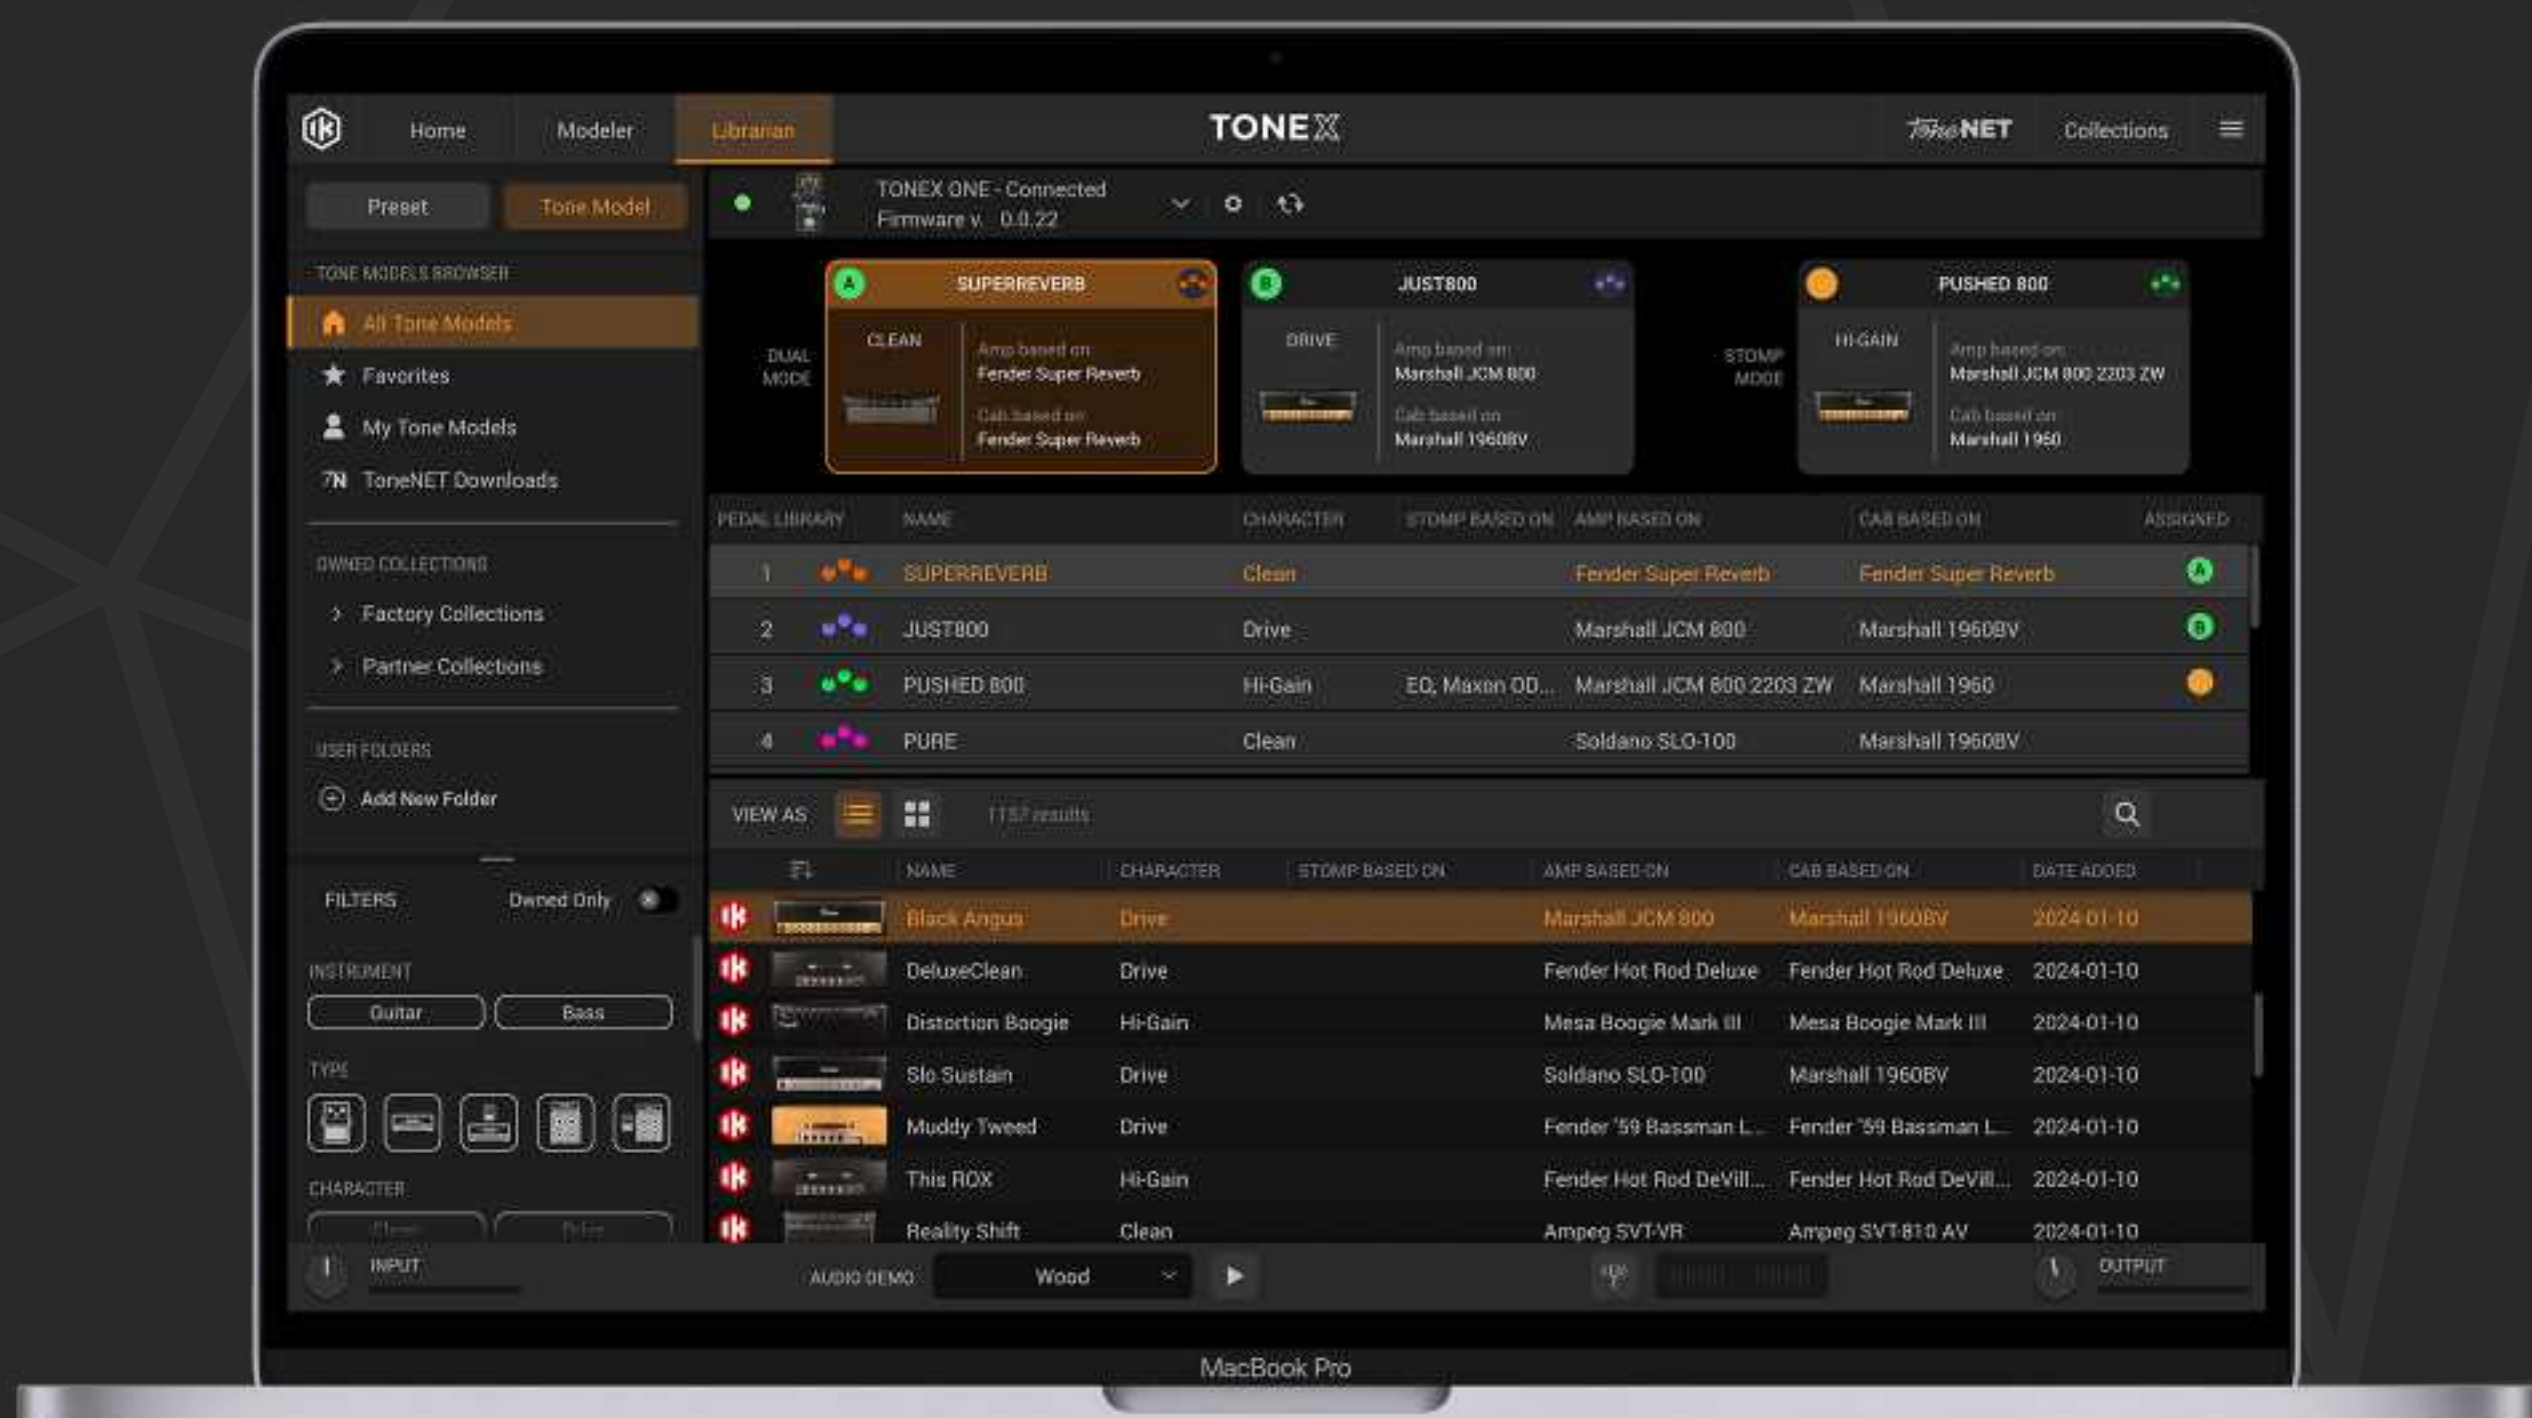 Home
Modeler
Librarian
TONEX
ToneNET
Collections
Preset
Tone Model
TONEX ONE - Connected
Firmware v. 0.0.22
TONE MODELS BROWSER
All Tone Models
Favorites
My Tone Models
ToneNET Downloads
OWNED COLLECTIONS
Factory Collections
Partner Collections
USER FOLDERS
Add New Folder
FILTERS
Owned Only
INSTRUMENT
Guitar
Bass
TYPE
CHARACTER
Clean
Drive
DUAL
MODE
A
SUPERREVERB
CLEAN
Amp based on:
Fender Super Reverb
Cab based on:
Fender Super Reverb
B
JUST800
DRIVE
Amp based on:
Marshall JCM 800
Cab based on:
Marshall 1960BV
STOMP
MODE
PUSHED 800
HI-GAIN
Amp based on:
Marshall JCM 800 2203 ZW
Cab based on:
Marshall 1960
PEDAL LIBRARY NAME CHARACTER STOMP BASED ON AMP BASED ON CAB BASED ON ASSIGNED
1 SUPERREVERB Clean Fender Super Reverb Fender Super Reverb A
2 JUST800 Drive Marshall JCM 800 Marshall 1960BV B
3 PUSHED 800 Hi-Gain EQ, Maxon OD... Marshall JCM 800 2203 ZW Marshall 1960
4 PURE Clean Soldano SLO-100 Marshall 1960BV
VIEW AS
1157 results
NAME CHARACTER STOMP BASED ON AMP BASED ON CAB BASED ON DATE ADDED
Black Angus Drive Marshall JCM 800 Marshall 1960BV 2024-01-10
DeluxeClean Drive Fender Hot Rod Deluxe Fender Hot Rod Deluxe 2024-01-10
Distortion Boogie Hi-Gain Mesa Boogie Mark III Mesa Boogie Mark III 2024-01-10
Slo Sustain Drive Soldano SLO-100 Marshall 1960BV 2024-01-10
Muddy Tweed Drive Fender '59 Bassman L... Fender '59 Bassman L... 2024-01-10
This ROX Hi-Gain Fender Hot Rod DeVill... Fender Hot Rod DeVill... 2024-01-10
Reality Shift Clean Ampeg SVT-VR Ampeg SVT-810 AV 2024-01-10
INPUT
AUDIO DEMO
Wood
OUTPUT
MacBook Pro